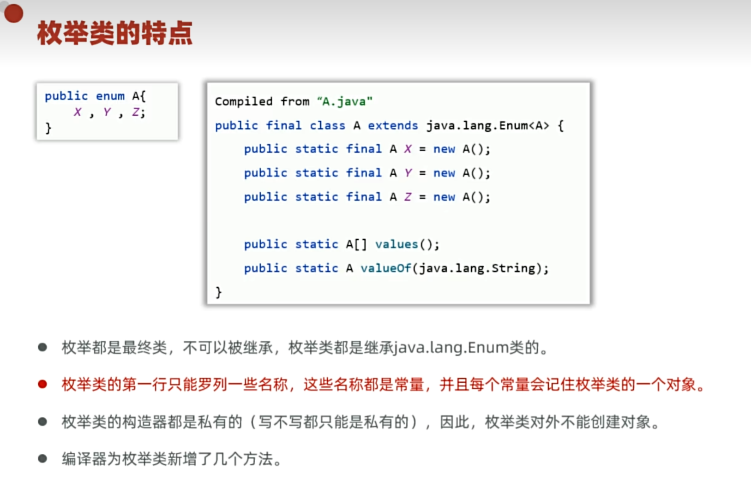 枚举类的特点
public enum A{
X , Y , Z;
}
Compiled from “A.java"
public final class A extends java.lang.Enum<A> {
public static final A X = new A();
public static final A Y = new A();
public static final A Z = new A();
public static A[] values();
public static A valueOf(java.lang.String);
}
枚举都是最终类，不可以被继承，枚举类都是继承java.lang.Enum类的。
枚举类的第一行只能罗列一些名称，这些名称都是常量，并且每个常量会记住枚举类的一个对象。
枚举类的构造器都是私有的（写不写都只能是私有的），因此，枚举类对外不能创建对象。
编译器为枚举类新增了几个方法。